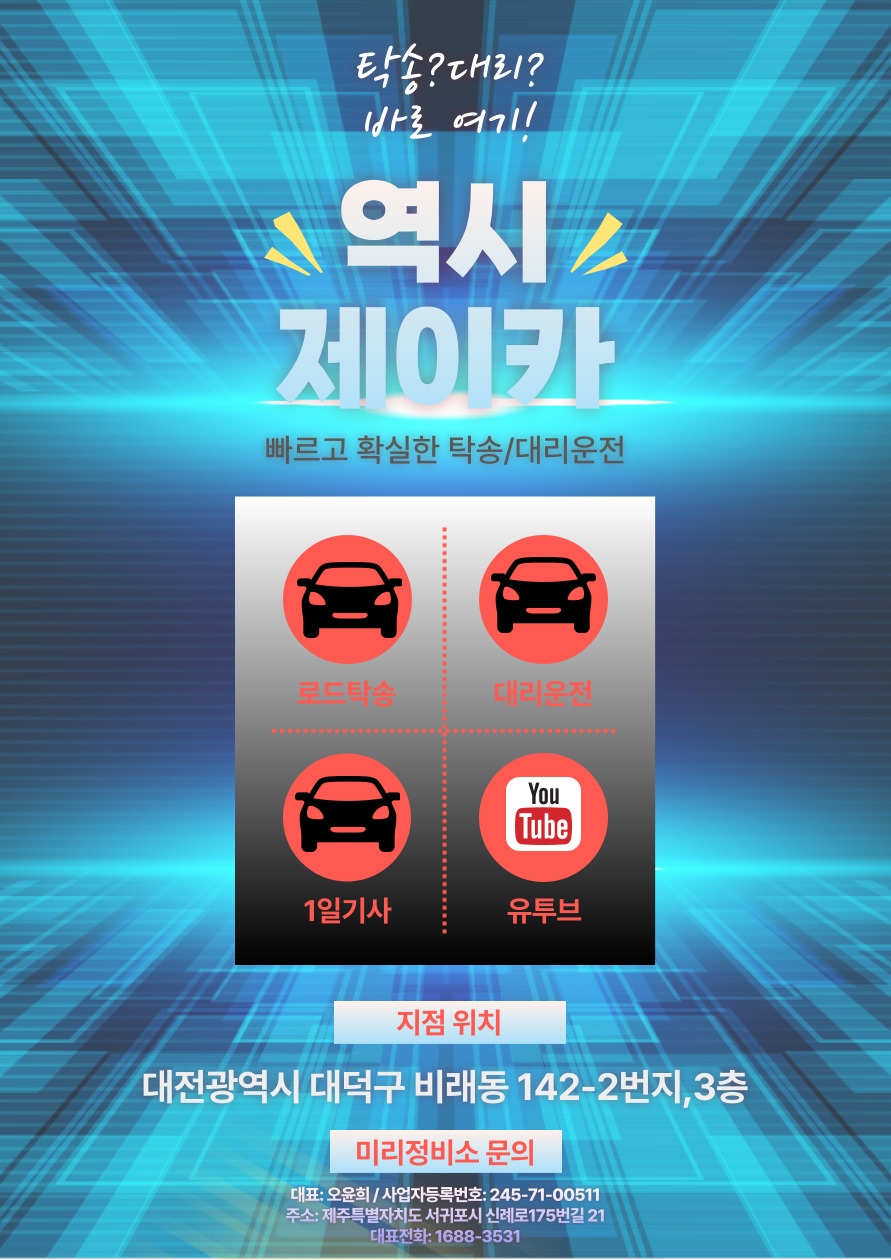 탁송?대리?
바로 여기!
역시
제이카
빠르고 확실한 탁송/대리운전
로드탁송
대리운전
1일기사
You
Tube
유투브
지점 위치
대전광역시 대덕구 비래동 142-2번지,3층
미리정비소 문의
대표: 오윤희 / 사업자등록번호: 245-71-00511
주소: 제주특별자치도 서귀포시 신례로175번길 21
대표전화: 1688-3531